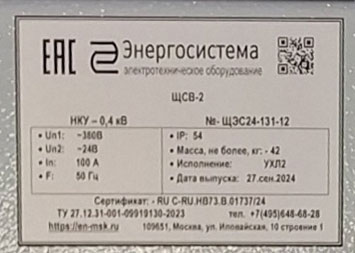 ЕАС Энергосистема
электротехническое оборудование
ЩСВ-2
НКУ – 0,4 кВ №- ЩЭС24-131-12
• Un1: ~380В
• Un2: ~24В
• In: 100 А
• F: 50 Гц
• IP: 54
• Масса, не более, кг: - 42
• Исполнение: УХЛ2
• Дата выпуска: 27.сен.2024
Сертификат: - RU C-RU.HB73.B.01737/24
ТУ 27.12.31-001-09919130-2023 тел. +7(495)648-68-28
https://en-msk.ru 109651, Москва, ул. Иловайская, 10 строение 1